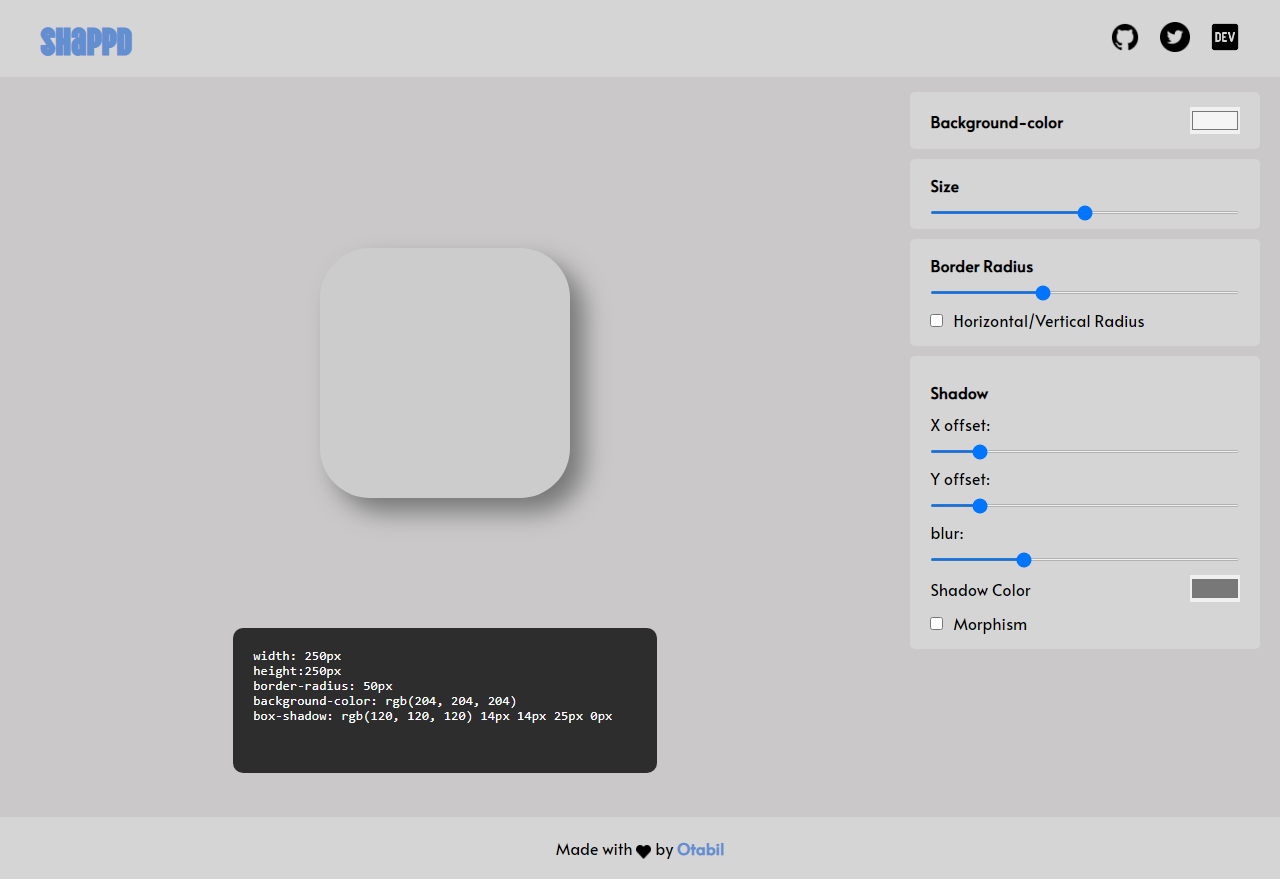 SHAPPD
DEV
Background-color
Size
Border Radius
Horizontal/Vertical Radius
Shadow
X offset:
Y offset:
blur:
Shadow Color
Morphism
width: 250px
height:250px
border-radius: 50px
background-color: rgb(204, 204, 204)
box-shadow: rgb(120, 120, 120) 14px 14px 25px 0px
Made with by Otabil